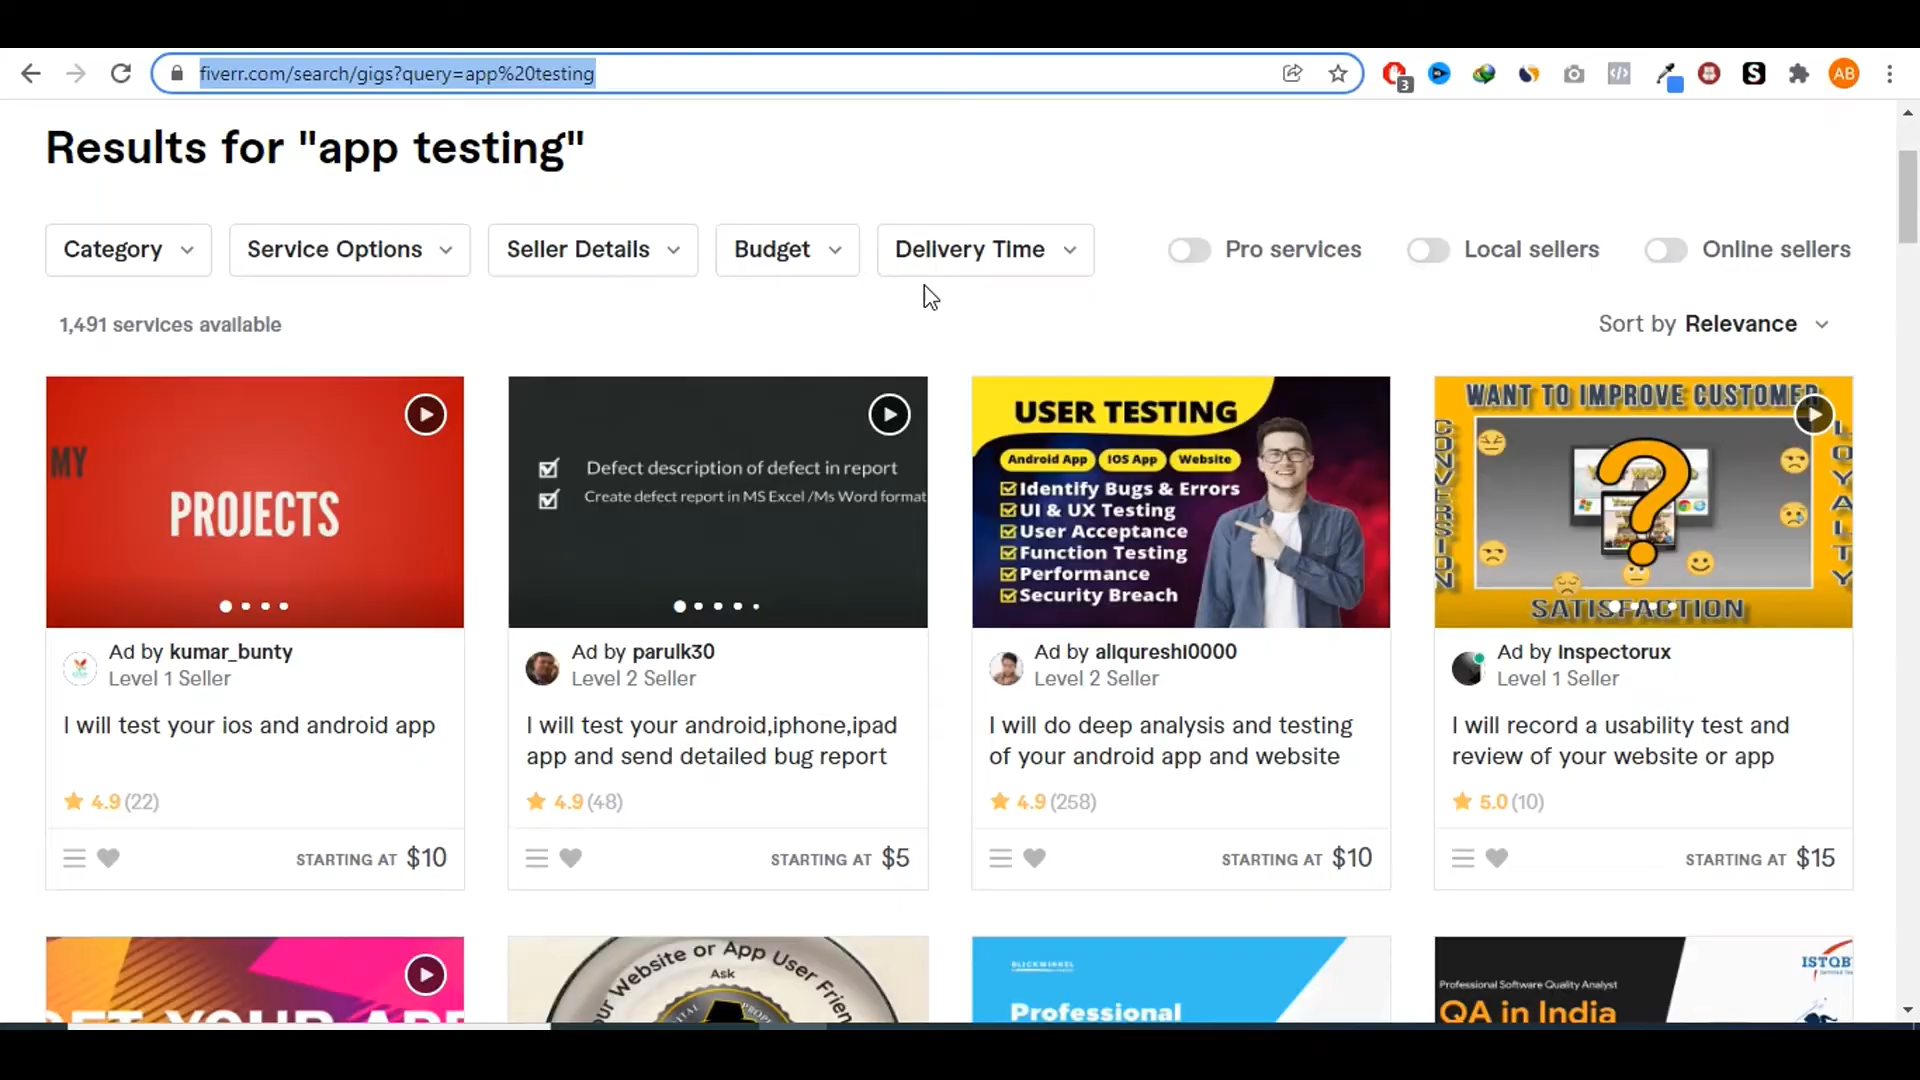 fiverr.com/search/gigs?query=app%20testing
3
AB
Results for "app testing"
Category
Service Options
Seller Details
Budget
Delivery Time
Pro services
Local sellers
Online sellers
1,491 services available
Sort by Relevance
MY
PROJECTS
Defect description of defect in report
Create defect report in MS Excel /Ms Word format
USER TESTING
Android App
IOS App
Website
Identify Bugs & Errors
UI & UX Testing
User Acceptance
Function Testing
Performance
Security Breach
WANT TO IMPROVE CUSTOMER
CONVERSION
LOYALTY
?
SATISFACTION
Ad by kumar_bunty
Level 1 Seller
Ad by parulk30
Level 2 Seller
Ad by aliqureshi0000
Level 2 Seller
Ad by inspectorux
Level 1 Seller
I will test your ios and android app
I will test your android,iphone,ipad
app and send detailed bug report
I will do deep analysis and testing
of your android app and website
I will record a usability test and
review of your website or app
4.9 (22)
4.9 (48)
4.9 (258)
5.0 (10)
STARTING AT $10
STARTING AT $5
STARTING AT $10
STARTING AT $15
GET YOUR APP
our Website or App User Frien
Ask
BLICKWINKEL
Professional
Professional Software Quality Analyst
QA in India
ISTQB